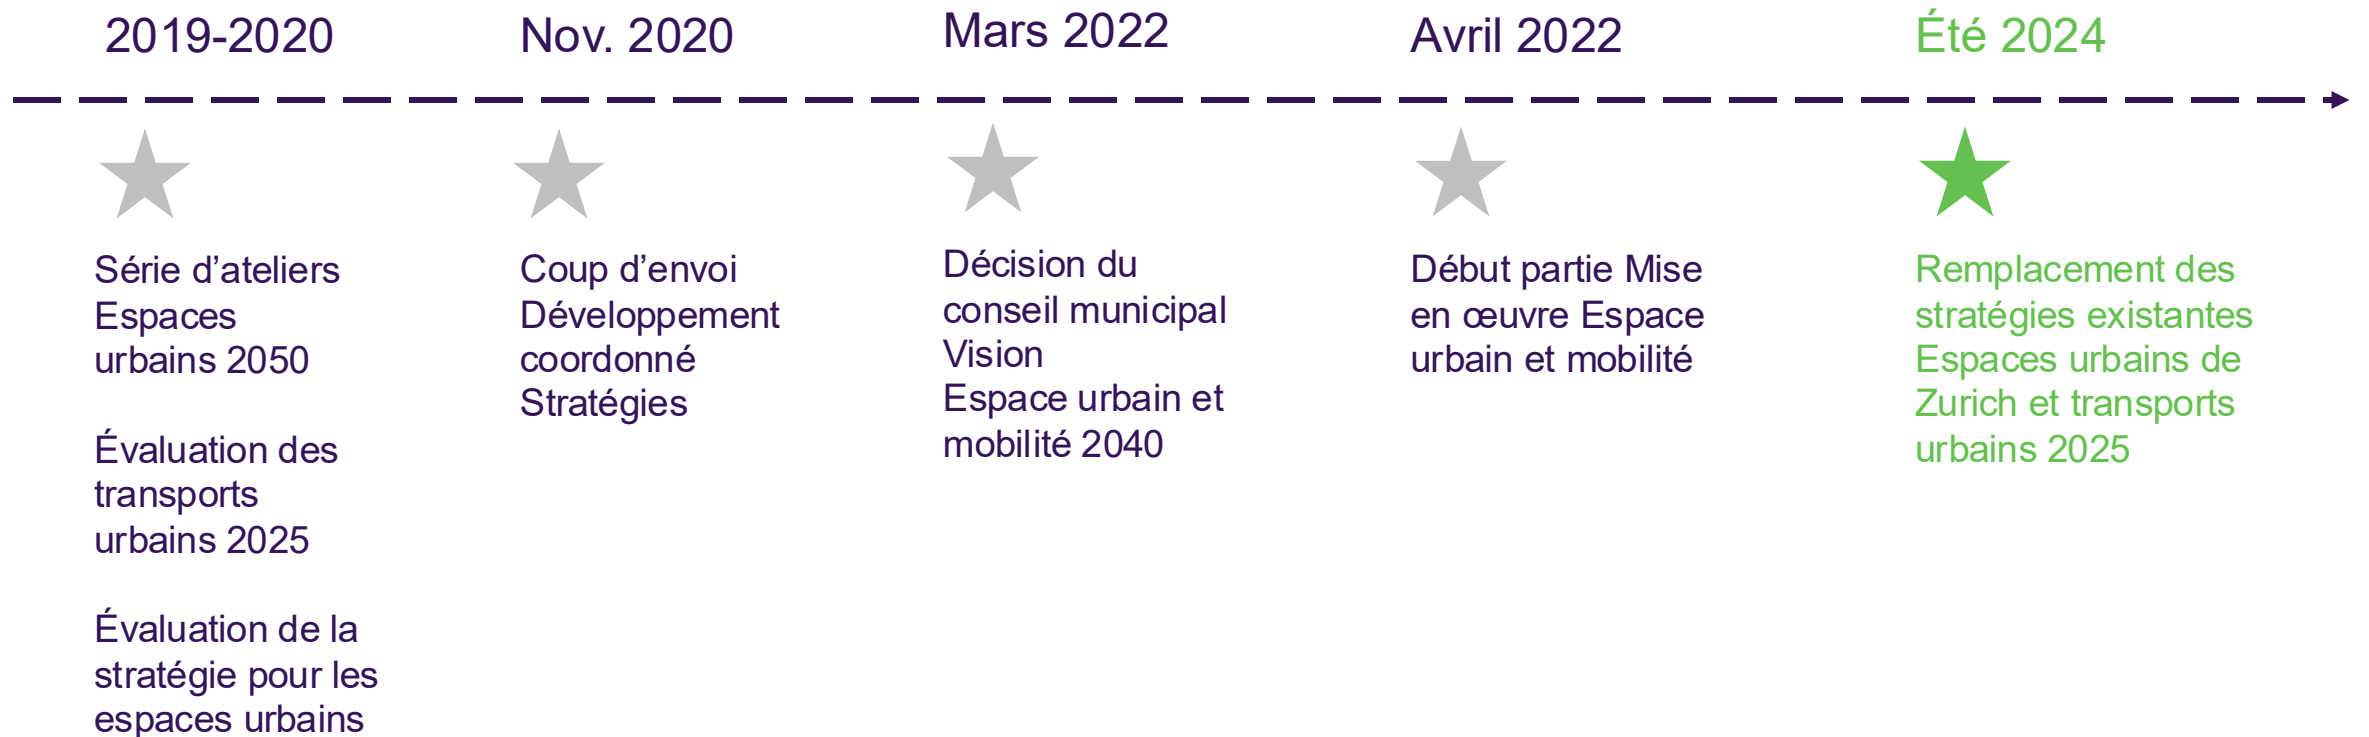 2019-2020
Nov. 2020
Mars 2022
Avril 2022
Été 2024
Série d’ateliers
Espaces
urbains 2050
Évaluation des
transports
urbains 2025
Évaluation de la
stratégie pour les
espaces urbains
Coup d’envoi
Développement
coordonné
Stratégies
Décision du
conseil municipal
Vision
Espace urbain et
mobilité 2040
Début partie Mise
en œuvre Espace
urbain et mobilité
Remplacement des
stratégies existantes
Espaces urbains de
Zurich et transports
urbains 2025